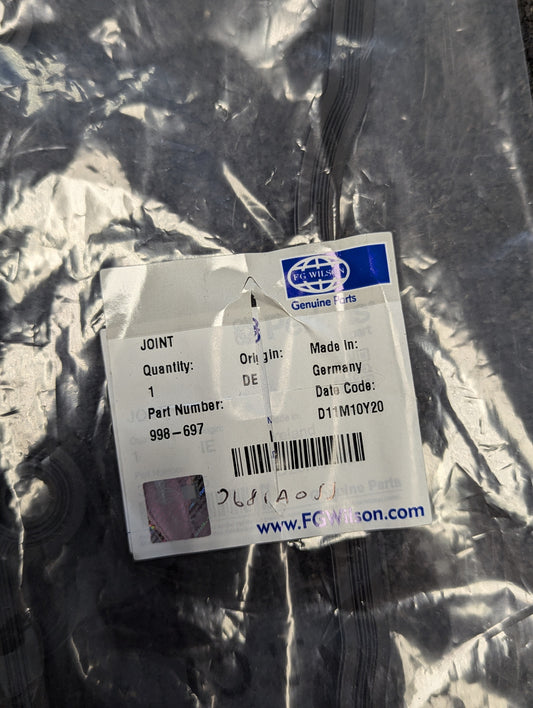 FG WILSON
Genuine Parts
JOINT
Quantity:
1
Origin:
DE
Made in:
Germany
Part Number:
998-697
Date Code:
D11M10Y20
www.FGWilson.com